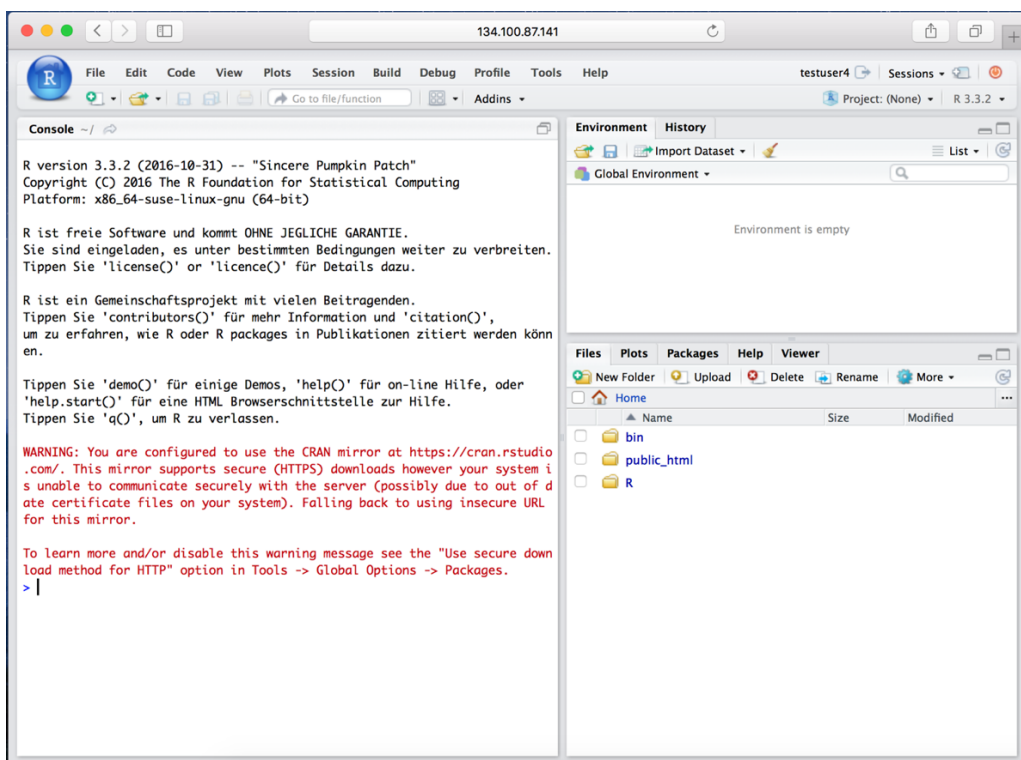 134.100.87.141
R
File Edit Code View Plots Session Build Debug Profile Tools Help
testuser4 Sessions
Go to file/function Addins
Project: (None) R 3.3.2
Console ~/
R version 3.3.2 (2016-10-31) -- "Sincere Pumpkin Patch"
Copyright (C) 2016 The R Foundation for Statistical Computing
Platform: x86_64-suse-linux-gnu (64-bit)
R ist freie Software und kommt OHNE JEGLICHE GARANTIE.
Sie sind eingeladen, es unter bestimmten Bedingungen weiter zu verbreiten.
Tippen Sie 'license()' or 'licence()' für Details dazu.
R ist ein Gemeinschaftsprojekt mit vielen Beitragenden.
Tippen Sie 'contributors()' für mehr Information und 'citation()',
um zu erfahren, wie R oder R packages in Publikationen zitiert werden könn
en.
Tippen Sie 'demo()' für einige Demos, 'help()' für on-line Hilfe, oder
'help.start()' für eine HTML Browserschnittstelle zur Hilfe.
Tippen Sie 'q()', um R zu verlassen.
WARNING: You are configured to use the CRAN mirror at https://cran.rstudio
.com/. This mirror supports secure (HTTPS) downloads however your system i
s unable to communicate securely with the server (possibly due to out of d
ate certificate files on your system). Falling back to using insecure URL
for this mirror.
To learn more and/or disable this warning message see the "Use secure down
load method for HTTP" option in Tools -> Global Options -> Packages.
>
Environment History
Import Dataset List
Global Environment
Environment is empty
Files Plots Packages Help Viewer
New Folder Upload Delete Rename More
Home ...
Name Size Modified
bin
public_html
R